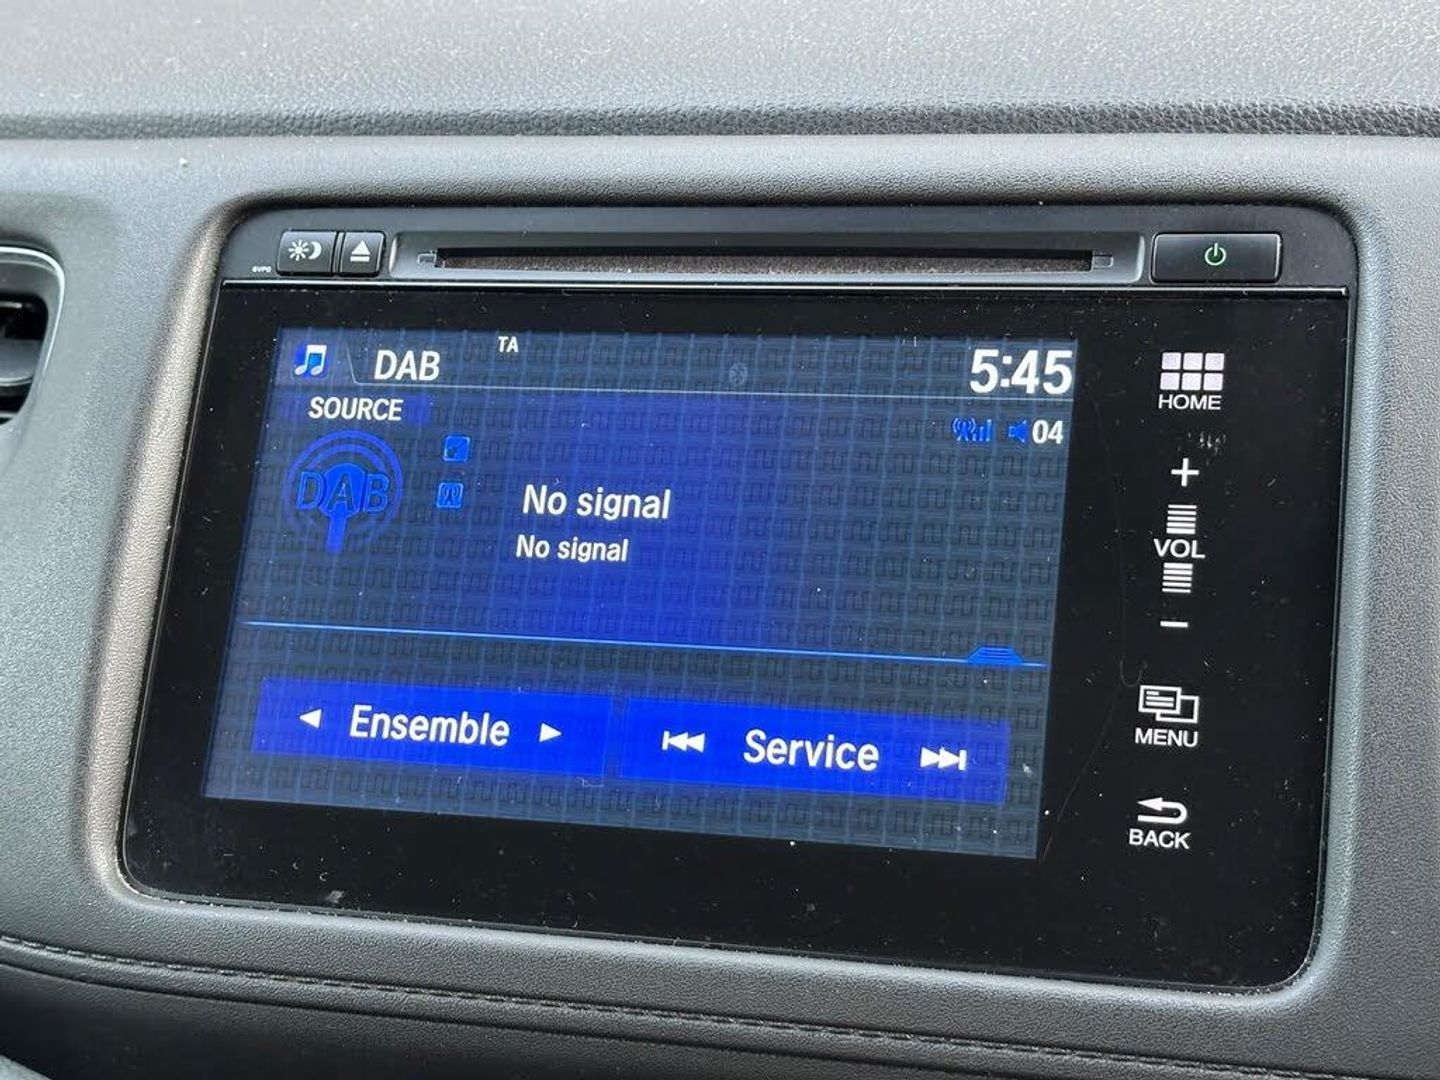 DAB
TA
5:45
SOURCE
04
DAB
No signal
No signal
Ensemble
Service
HOME
+
VOL
−
MENU
BACK